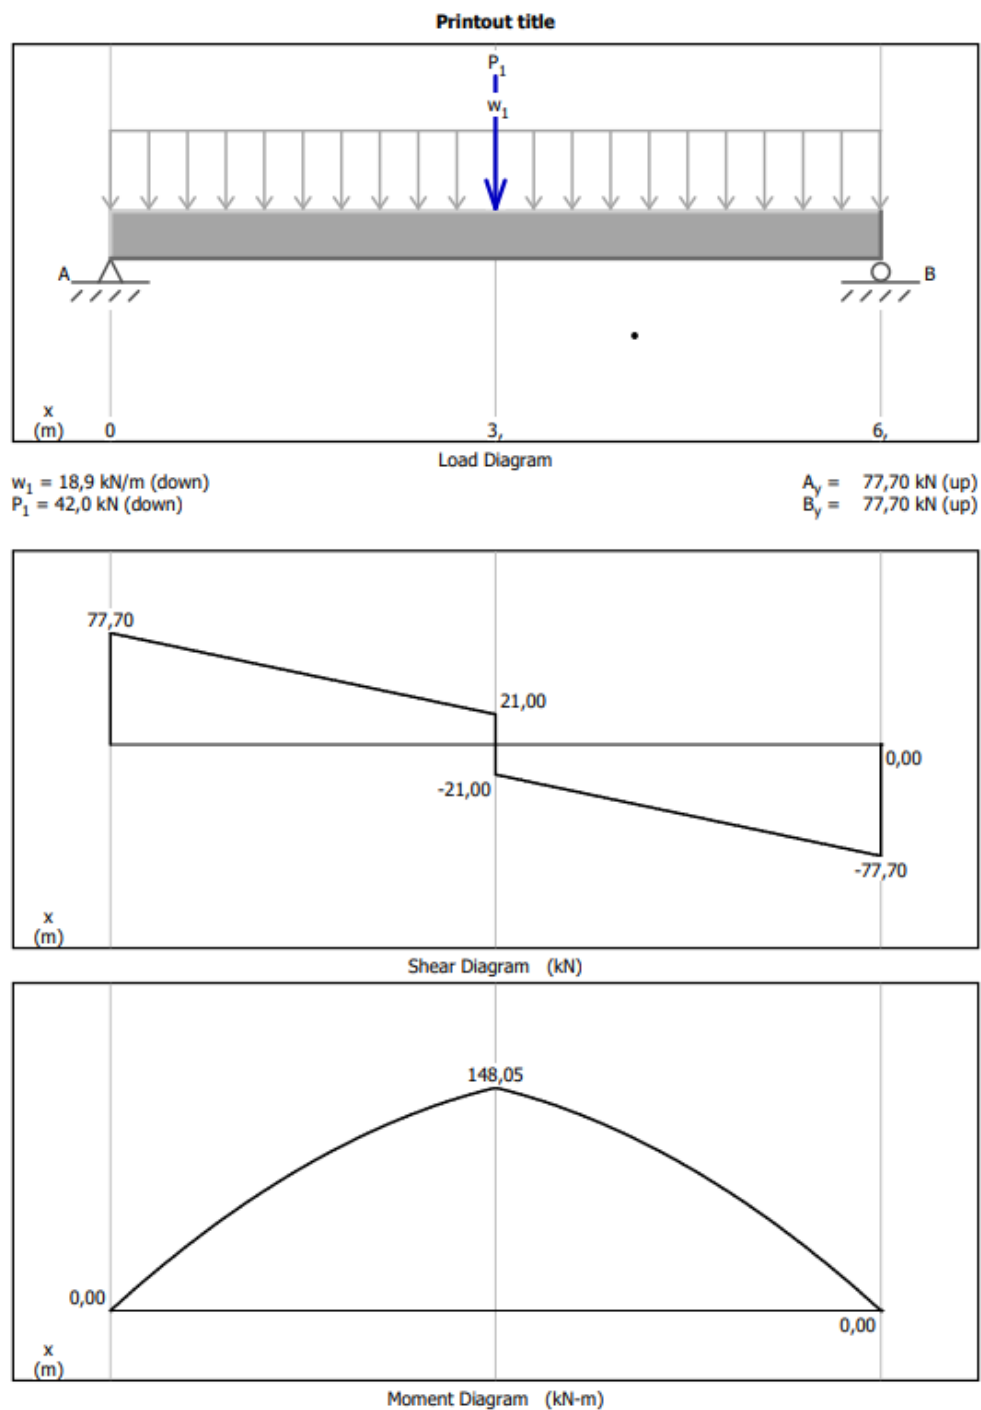 Printout title
P1
w1
A
B
x
(m) 0 3, 6,
Load Diagram
w1 = 18,9 kN/m (down)
P1 = 42,0 kN (down)
Ay = 77,70 kN (up)
By = 77,70 kN (up)
77,70
21,00
0,00
-21,00
-77,70
x
(m)
Shear Diagram (kN)
148,05
0,00
0,00
x
(m)
Moment Diagram (kN-m)